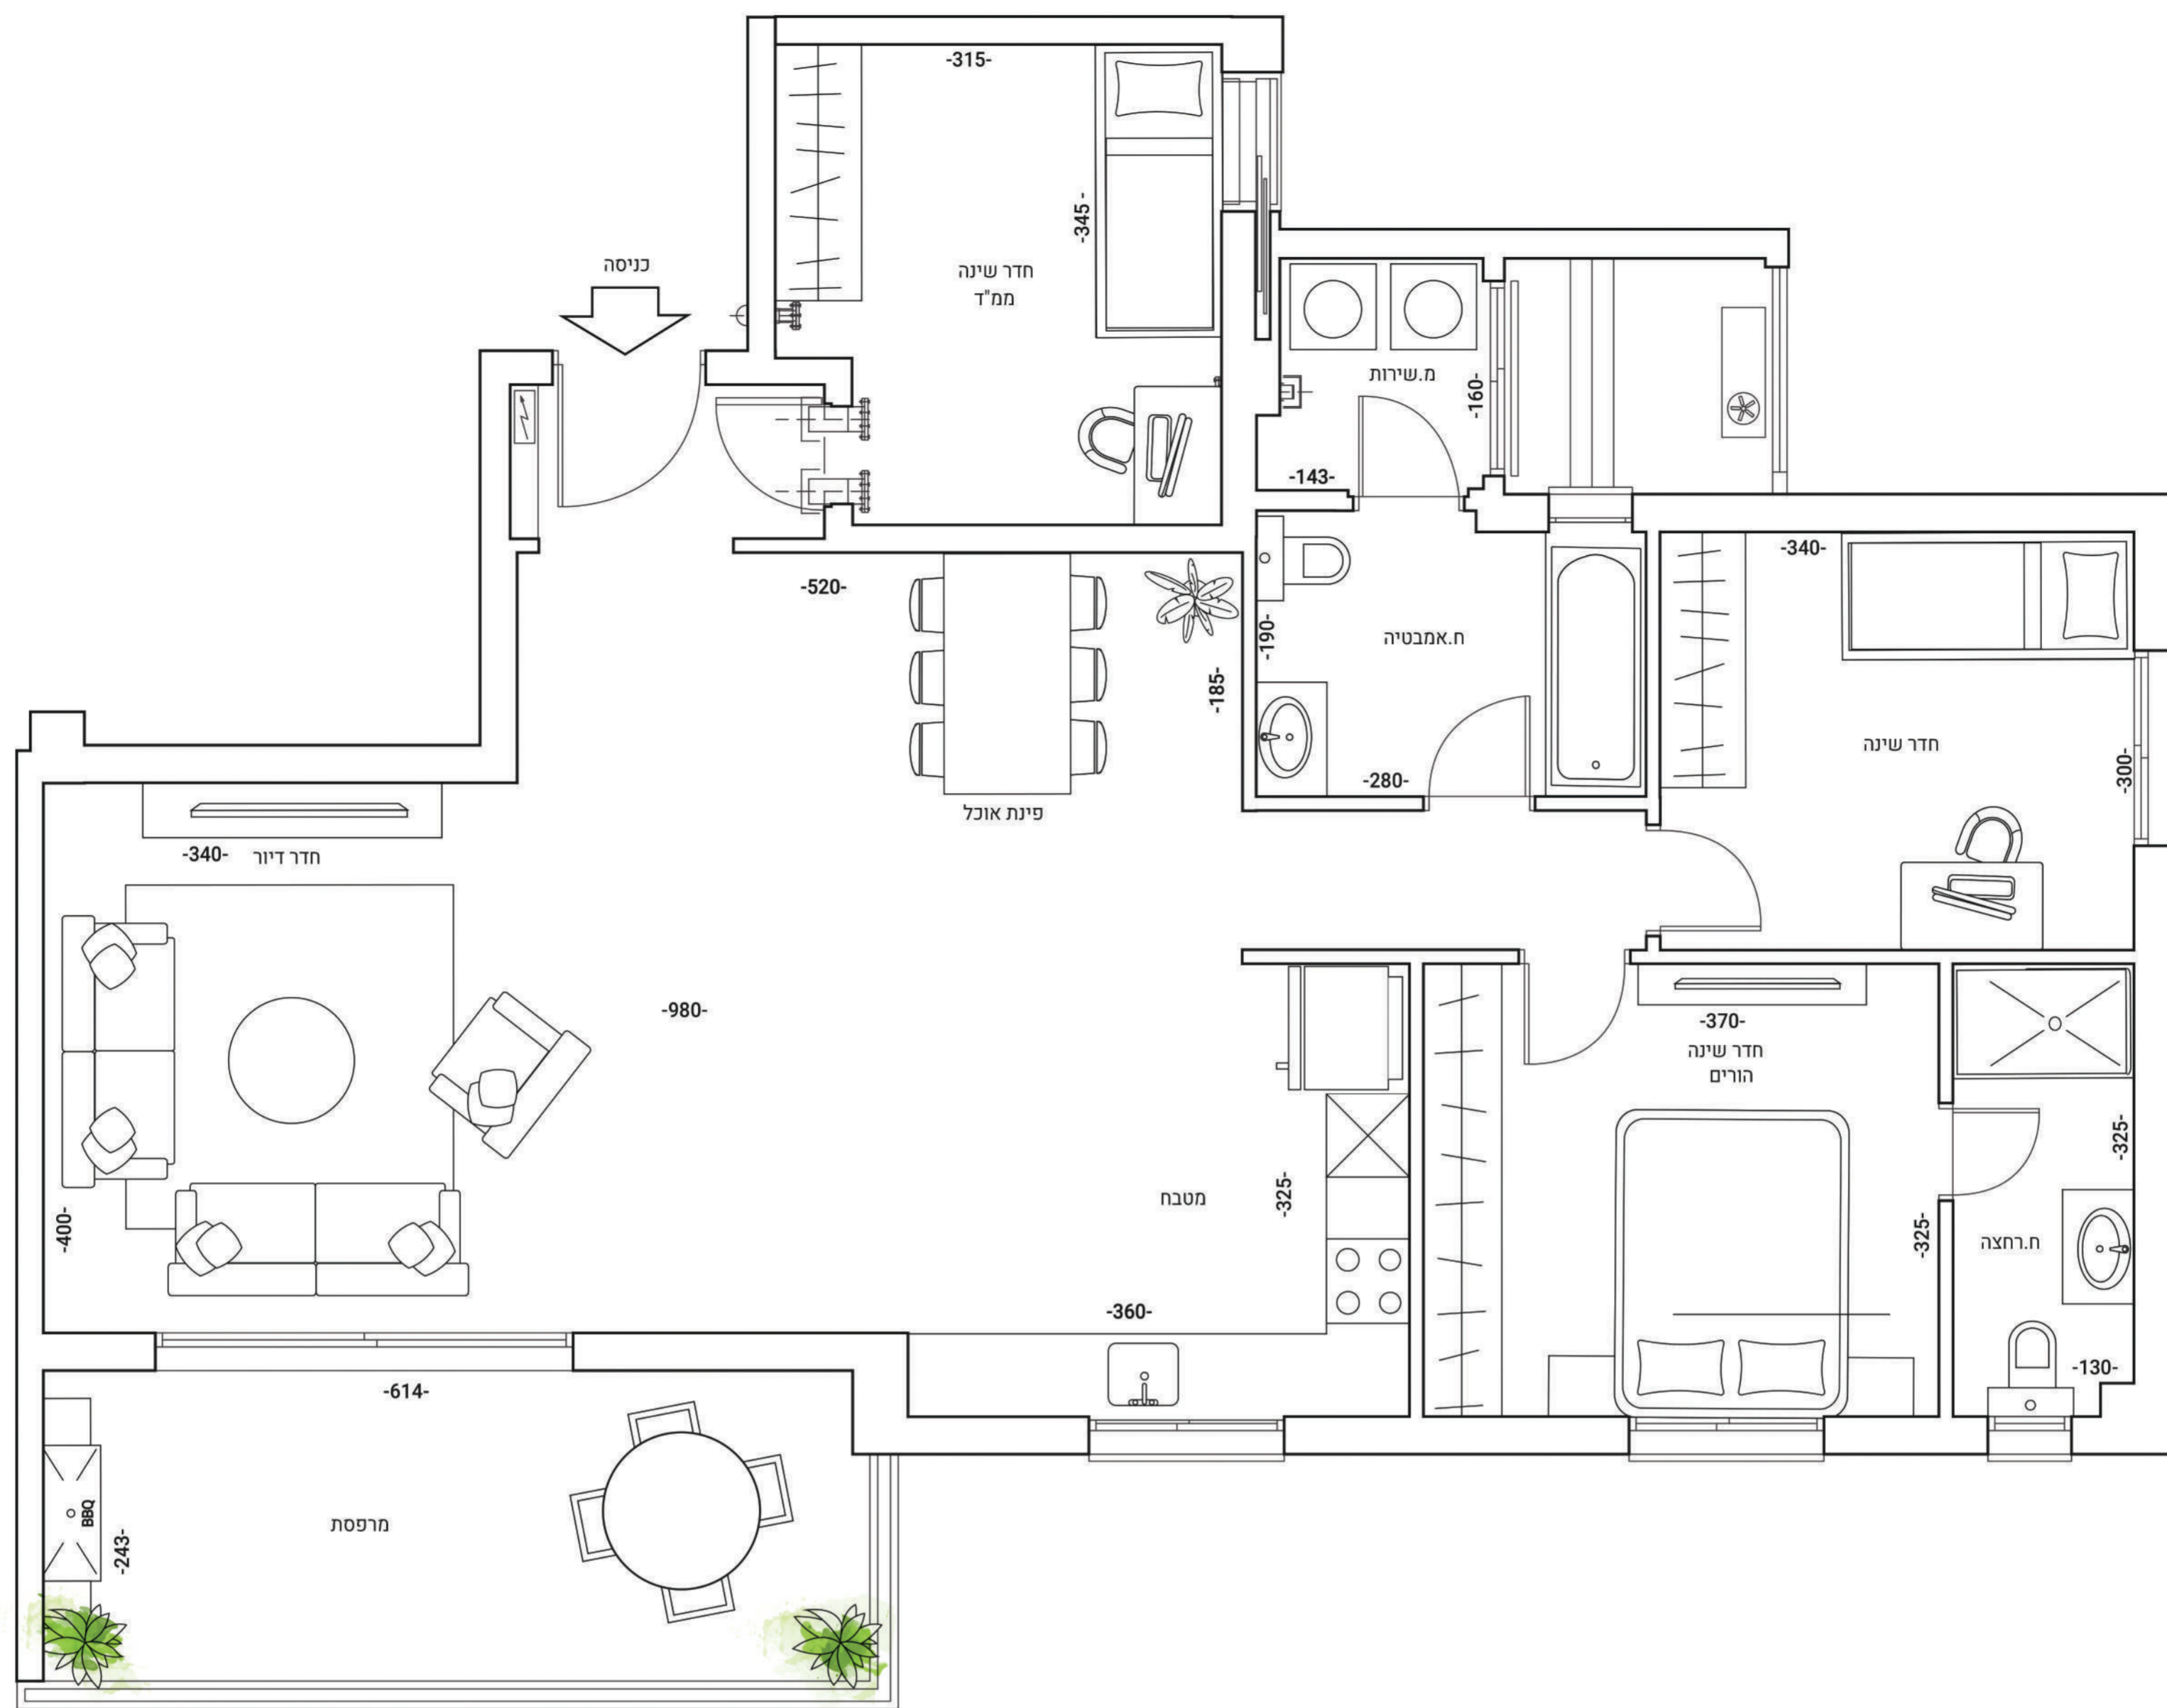 -315-
-345-
חדר שינה
ממ"ד
כניסה
מ.שירות
-160-
-143-
-340-
-520-
-190-
ח.אמבטיה
-185-
-280-
חדר שינה
-300-
פינת אוכל
-340- חדר דיור
-980-
-370-
חדר שינה
הורים
-325-
-325-
מטבח
-400-
-325-
ח.רחצה
-360-
-130-
-614-
BBQ
-243-
מרפסת